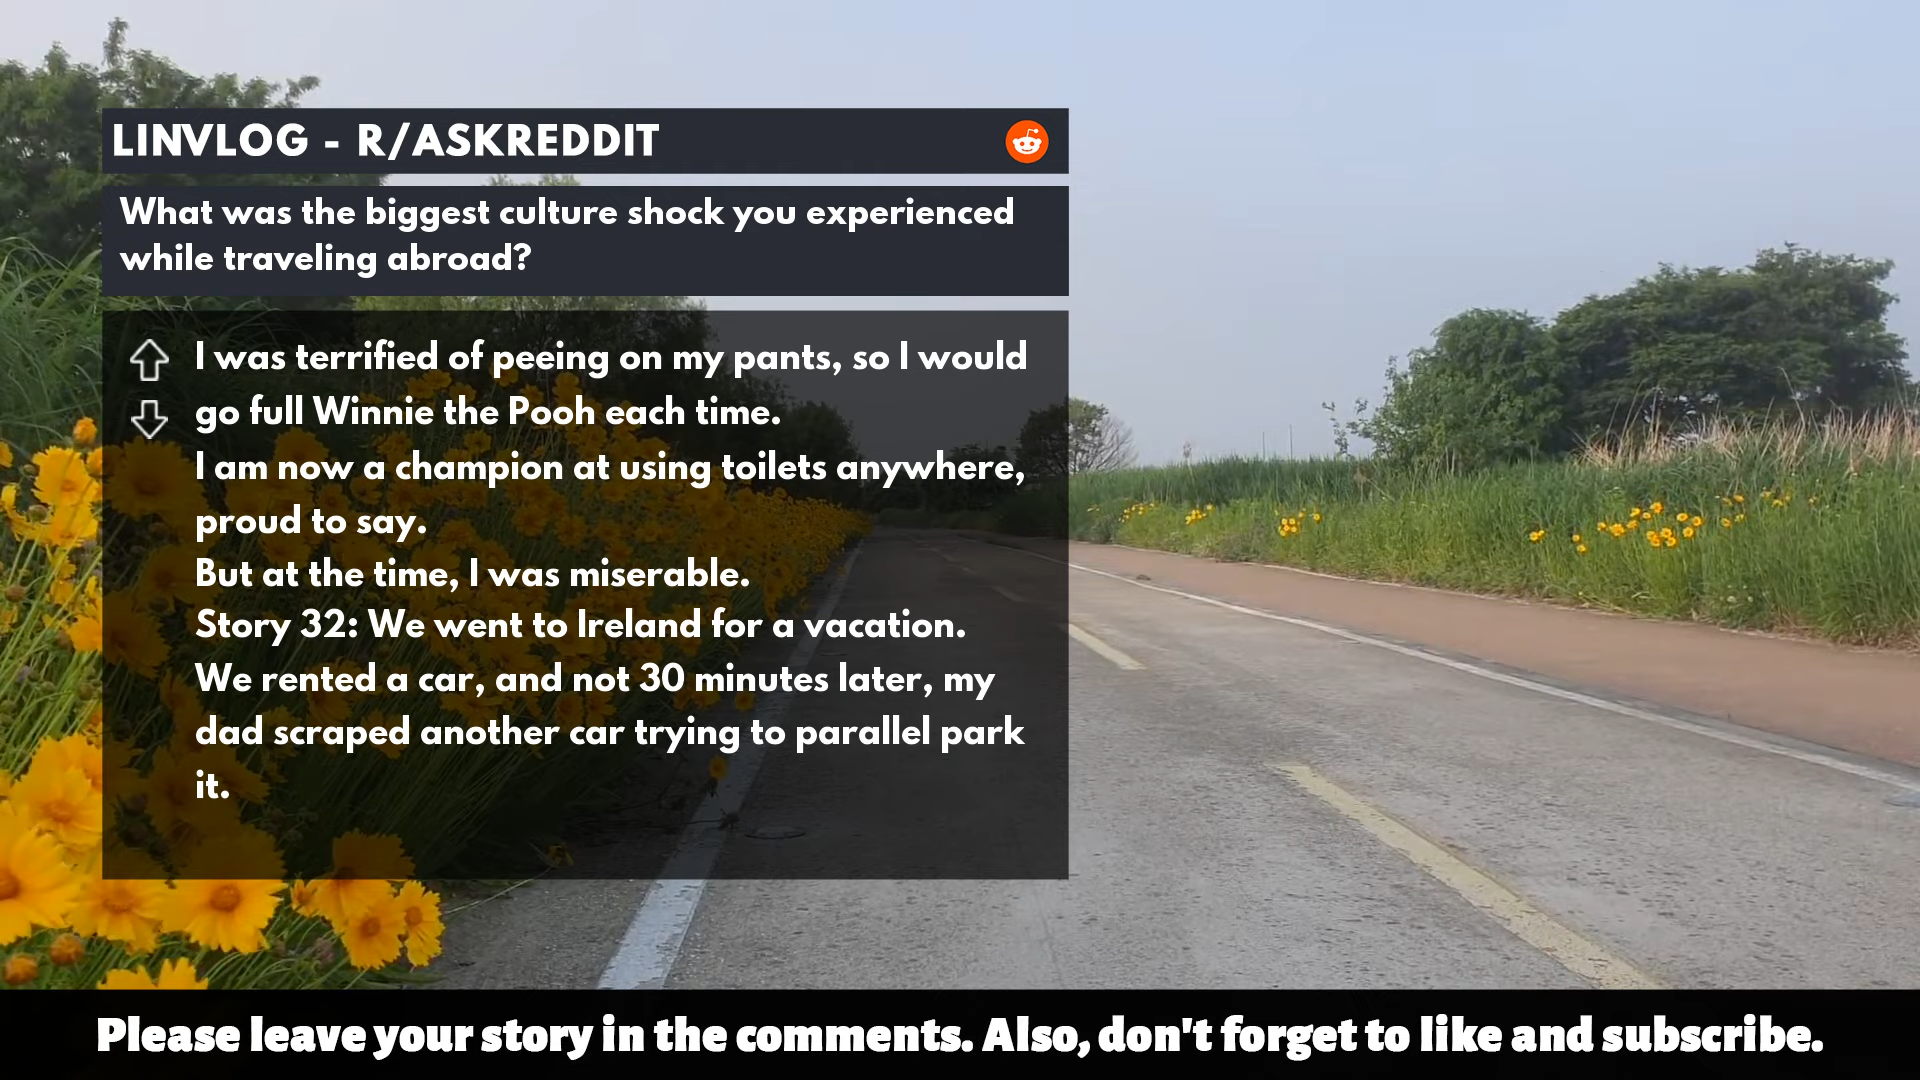 LINVLOG - R/ASKREDDIT
What was the biggest culture shock you experienced
while traveling abroad?
I was terrified of peeing on my pants, so I would
go full Winnie the Pooh each time.
I am now a champion at using toilets anywhere,
proud to say.
But at the time, I was miserable.
Story 32: We went to Ireland for a vacation.
We rented a car, and not 30 minutes later, my
dad scraped another car trying to parallel park
it.
Please leave your story in the comments. Also, don't forget to like and subscribe.